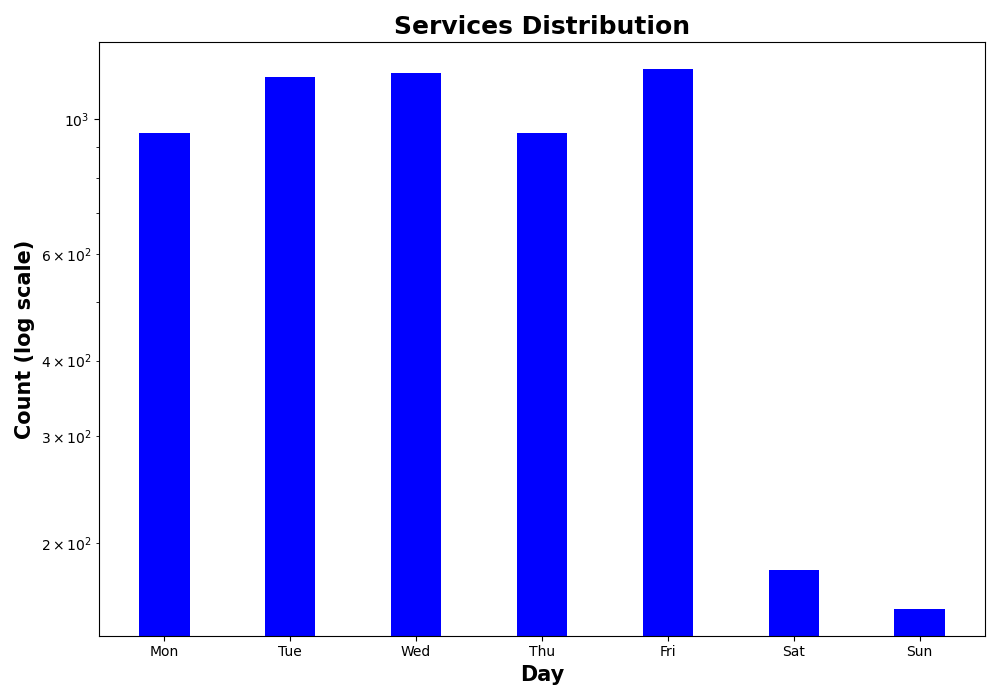 Services Distribution
Count (log scale)
10³
6 × 10²
4 × 10²
3 × 10²
2 × 10²
Mon Tue Wed Thu Fri Sat Sun
Day